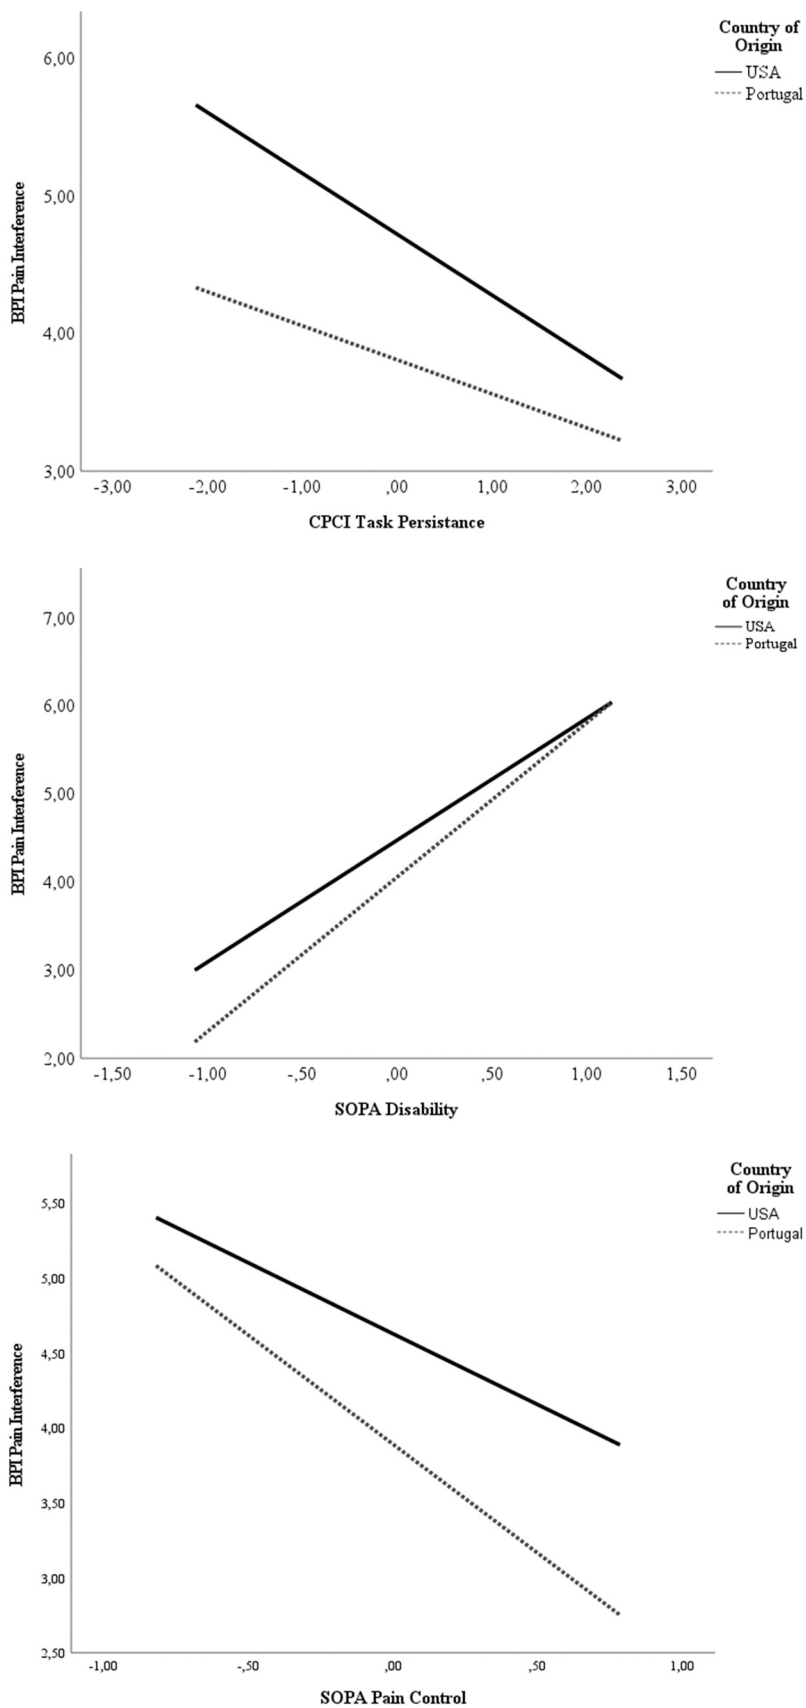 Country of
Origin
USA
Portugal
6,00
5,00
4,00
3,00
BPI Pain Interference
-3,00 -2,00 -1,00 ,00 1,00 2,00 3,00
CPCI Task Persistance
Country
of Origin
USA
Portugal
7,00
6,00
5,00
4,00
3,00
2,00
BPI Pain Interference
-1,50 -1,00 -,50 ,00 ,50 1,00 1,50
SOPA Disability
Country
of Origin
USA
Portugal
5,50
5,00
4,50
4,00
3,50
3,00
2,50
BPI Pain Interference
-1,00 -,50 ,00 ,50 1,00
SOPA Pain Control